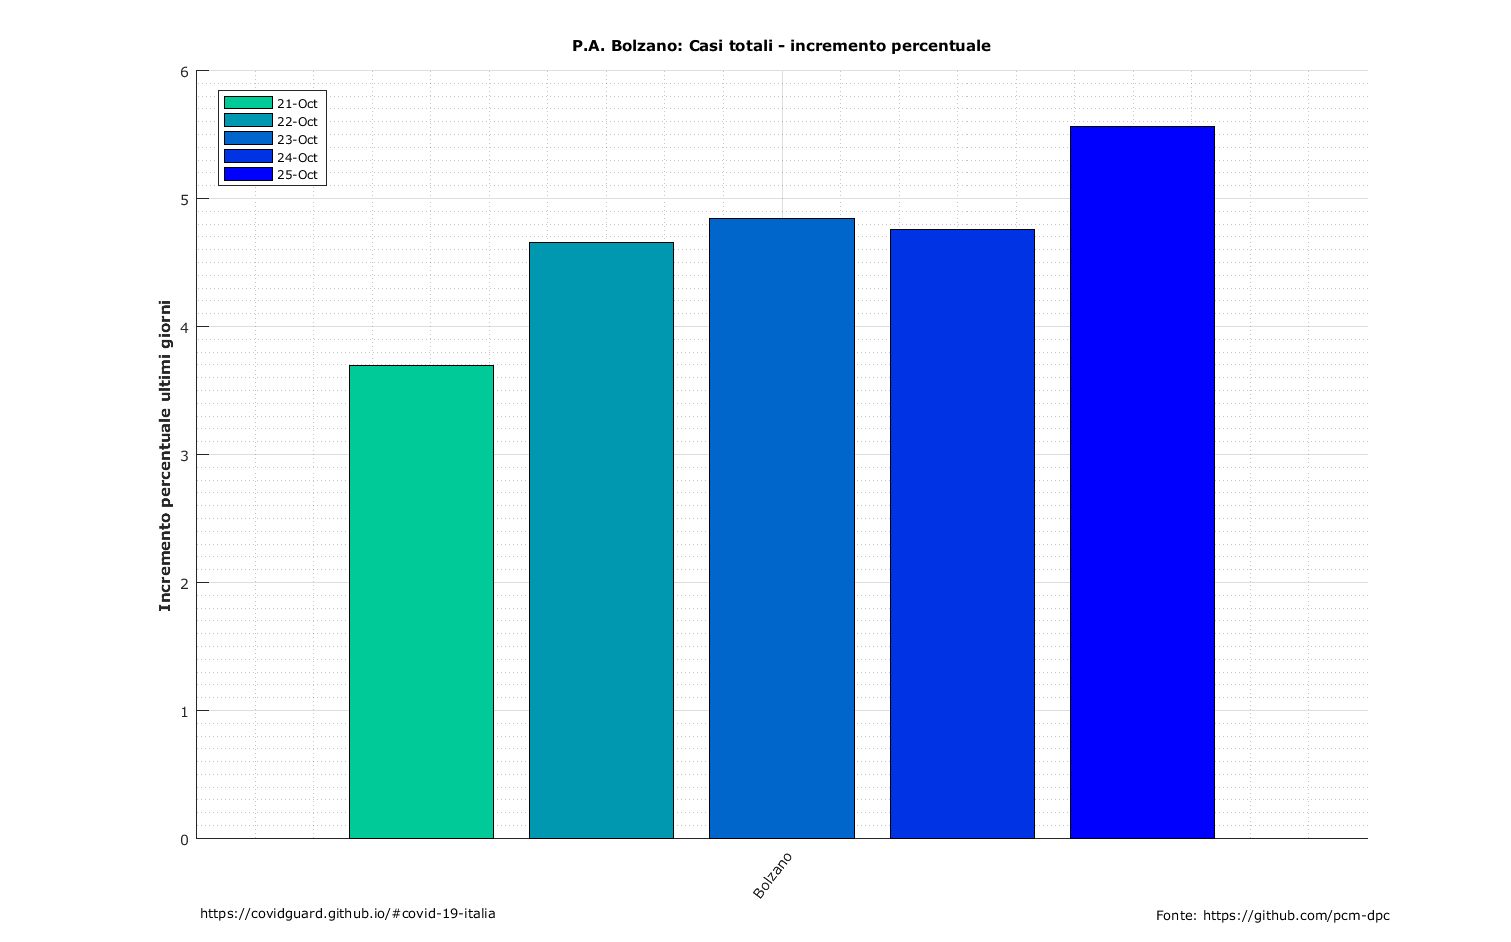 P.A. Bolzano: Casi totali - incremento percentuale
6
5
4
3
2
1
0
21-Oct
22-Oct
23-Oct
24-Oct
25-Oct
Incremento percentuale ultimi giorni
Bolzano
https://covidguard.github.io/#covid-19-italia
Fonte: https://github.com/pcm-dpc